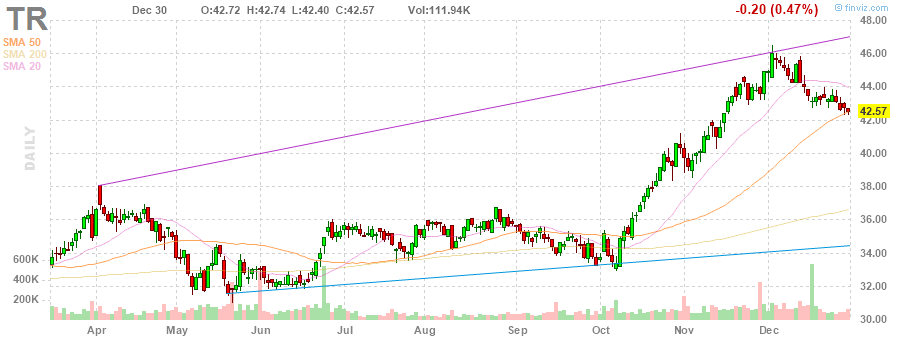 TR Dec 30 O:42.72 H:42.74 L:42.40 C:42.57 Vol:111.94K -0.20 (0.47%) © finviz.com
SMA 50
SMA 200
SMA 20
DAILY
48.00
46.00
44.00
42.57
42.00
40.00
38.00
36.00
34.00
32.00
30.00
600K
400K
200K
Apr May Jun Jul Aug Sep Oct Nov Dec